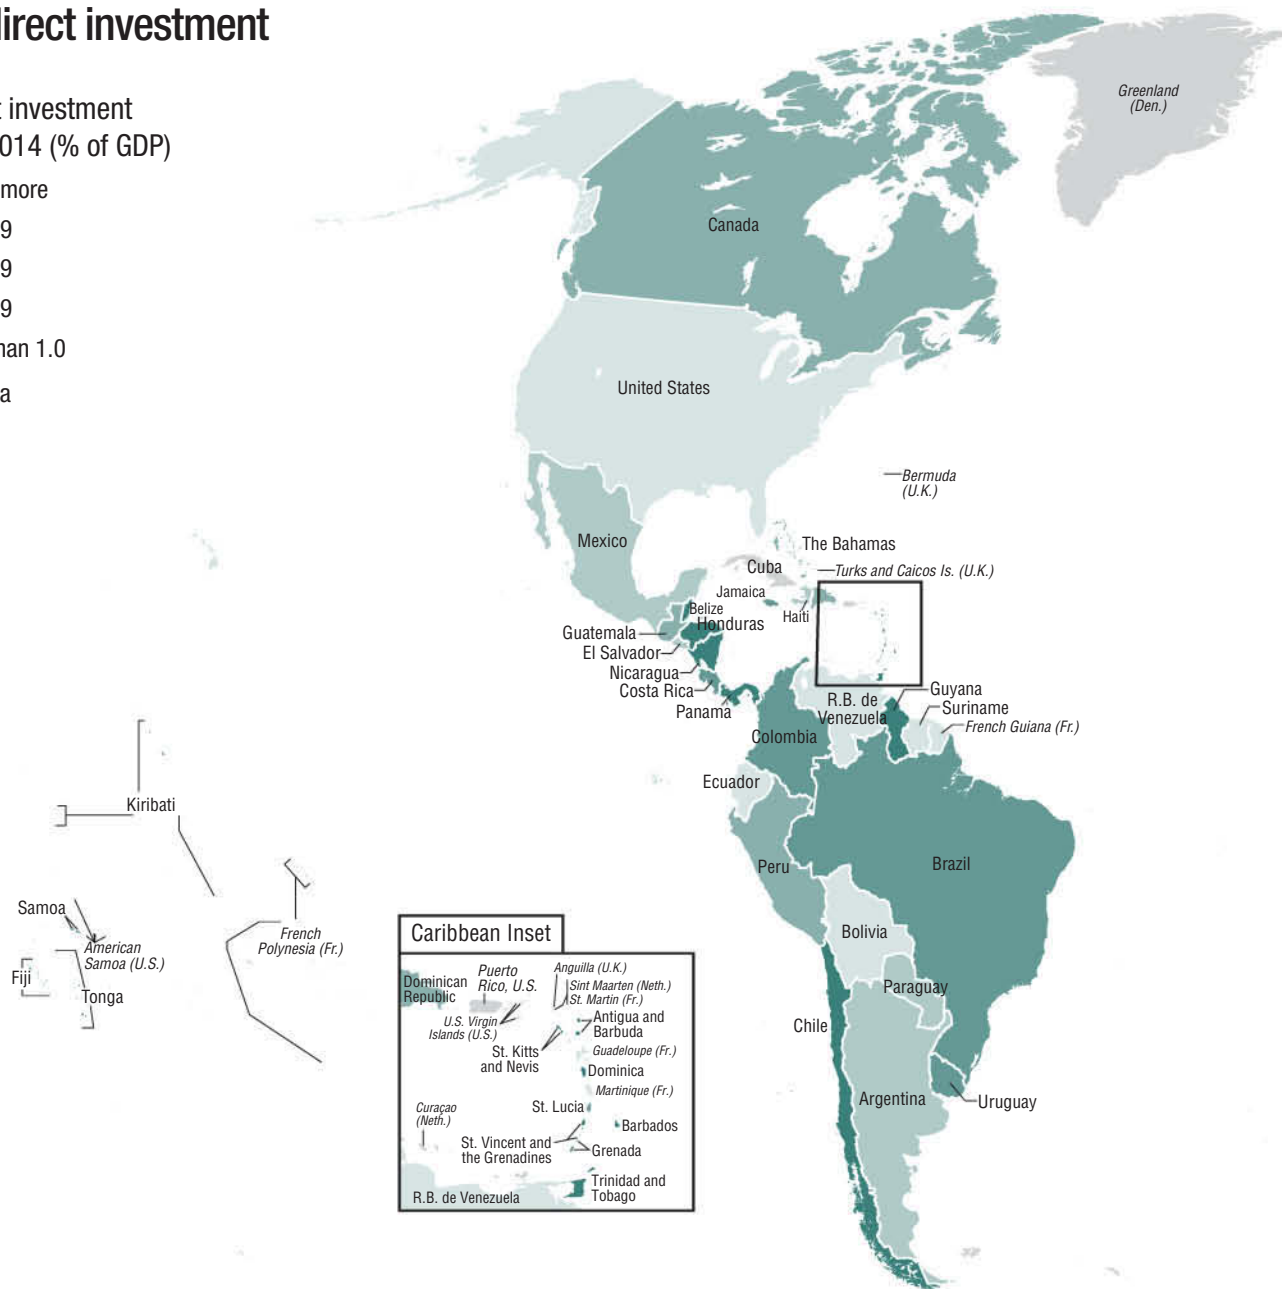 direct investment
investment
014 (% of GDP)
more
9
9
9
han 1.0
a
Greenland
(Den.)
Canada
United States
Bermuda
(U.K.)
Mexico
The Bahamas
Cuba
Turks and Caicos Is. (U.K.)
Jamaica
Haiti
Belize
Honduras
Guatemala
El Salvador
Nicaragua
Costa Rica
Panama
Guyana
R.B. de
Venezuela
Suriname
French Guiana (Fr.)
Colombia
Ecuador
Kiribati
Peru
Brazil
Samoa
American
Samoa (U.S.)
French
Polynesia (Fr.)
Fiji
Tonga
Bolivia
Paraguay
Chile
Argentina
Uruguay
Caribbean Inset
Dominican
Republic
Puerto
Rico, U.S.
Anguilla (U.K.)
Sint Maarten (Neth.)
St. Martin (Fr.)
U.S. Virgin
Islands (U.S.)
Antigua and
Barbuda
St. Kitts
and Nevis
Guadeloupe (Fr.)
Dominica
Martinique (Fr.)
Curaçao
(Neth.)
St. Lucia
Barbados
St. Vincent and
the Grenadines
Grenada
Trinidad and
Tobago
R.B. de Venezuela